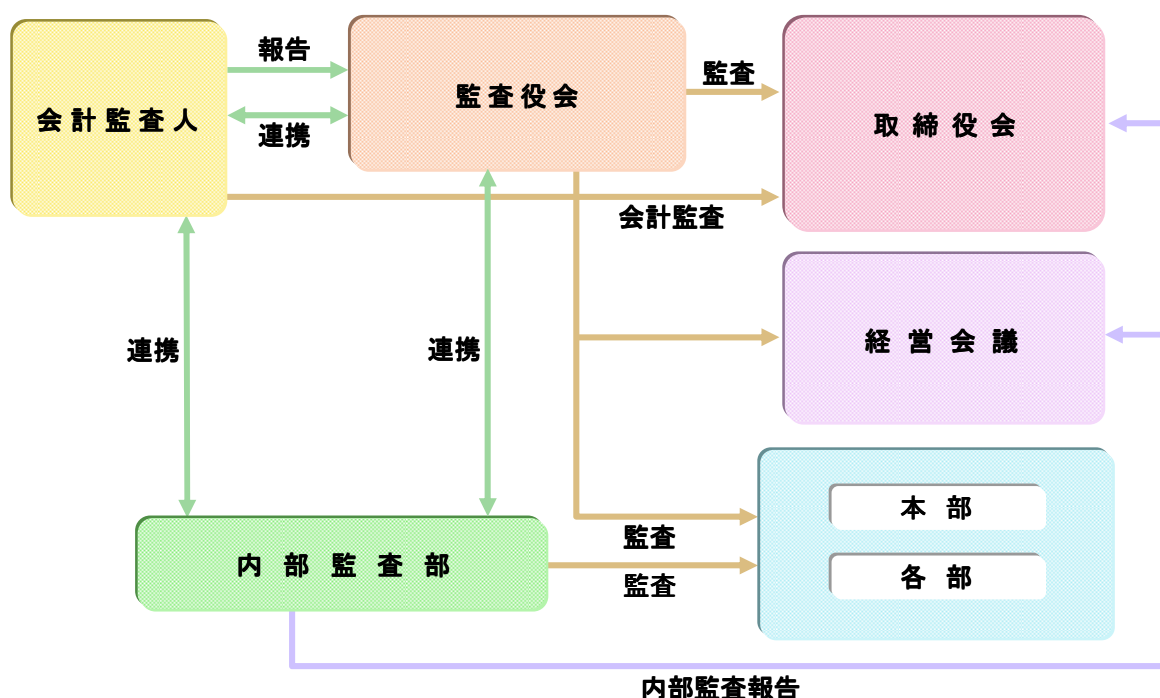 報告
監査役会
監査
会計監査人
連携
取締役会
会計監査
連携
連携
経営会議
本部
監査
内部監査部
各部
監査
内部監査報告